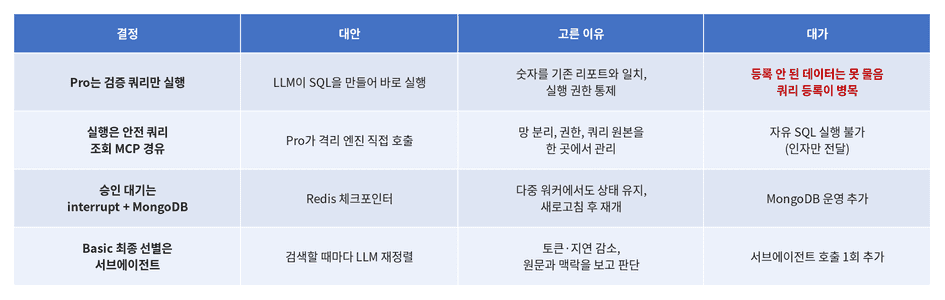 결정
대안
고른 이유
대가
Pro는 검증 쿼리만 실행
LLM이 SQL을 만들어 바로 실행
숫자를 기존 리포트와 일치,
실행 권한 통제
등록 안 된 데이터는 못 물음
쿼리 등록이 병목
실행은 안전 쿼리
조회 MCP 경유
Pro가 격리 엔진 직접 호출
망 분리, 권한, 쿼리 원본을
한 곳에서 관리
자유 SQL 실행 불가
(인자만 전달)
승인 대기는
interrupt + MongoDB
Redis 체크포인터
다중 워커에서도 상태 유지,
새로고침 후 재개
MongoDB 운영 추가
Basic 최종 선별은
서브에이전트
검색할 때마다 LLM 재정렬
토큰·지연 감소,
원문과 맥락을 보고 판단
서브에이전트 호출 1회 추가